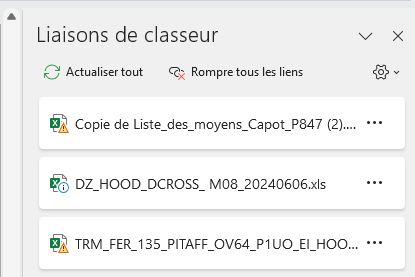 Liaisons de classeur
Actualiser tout Rompre tous les liens
Copie de Liste_des_moyens_Capot_P847 (2)....
DZ_HOOD_DCROSS_ M08_20240606.xls
TRM_FER_135_PITAFF_OV64_P1UO_EI_HOO...